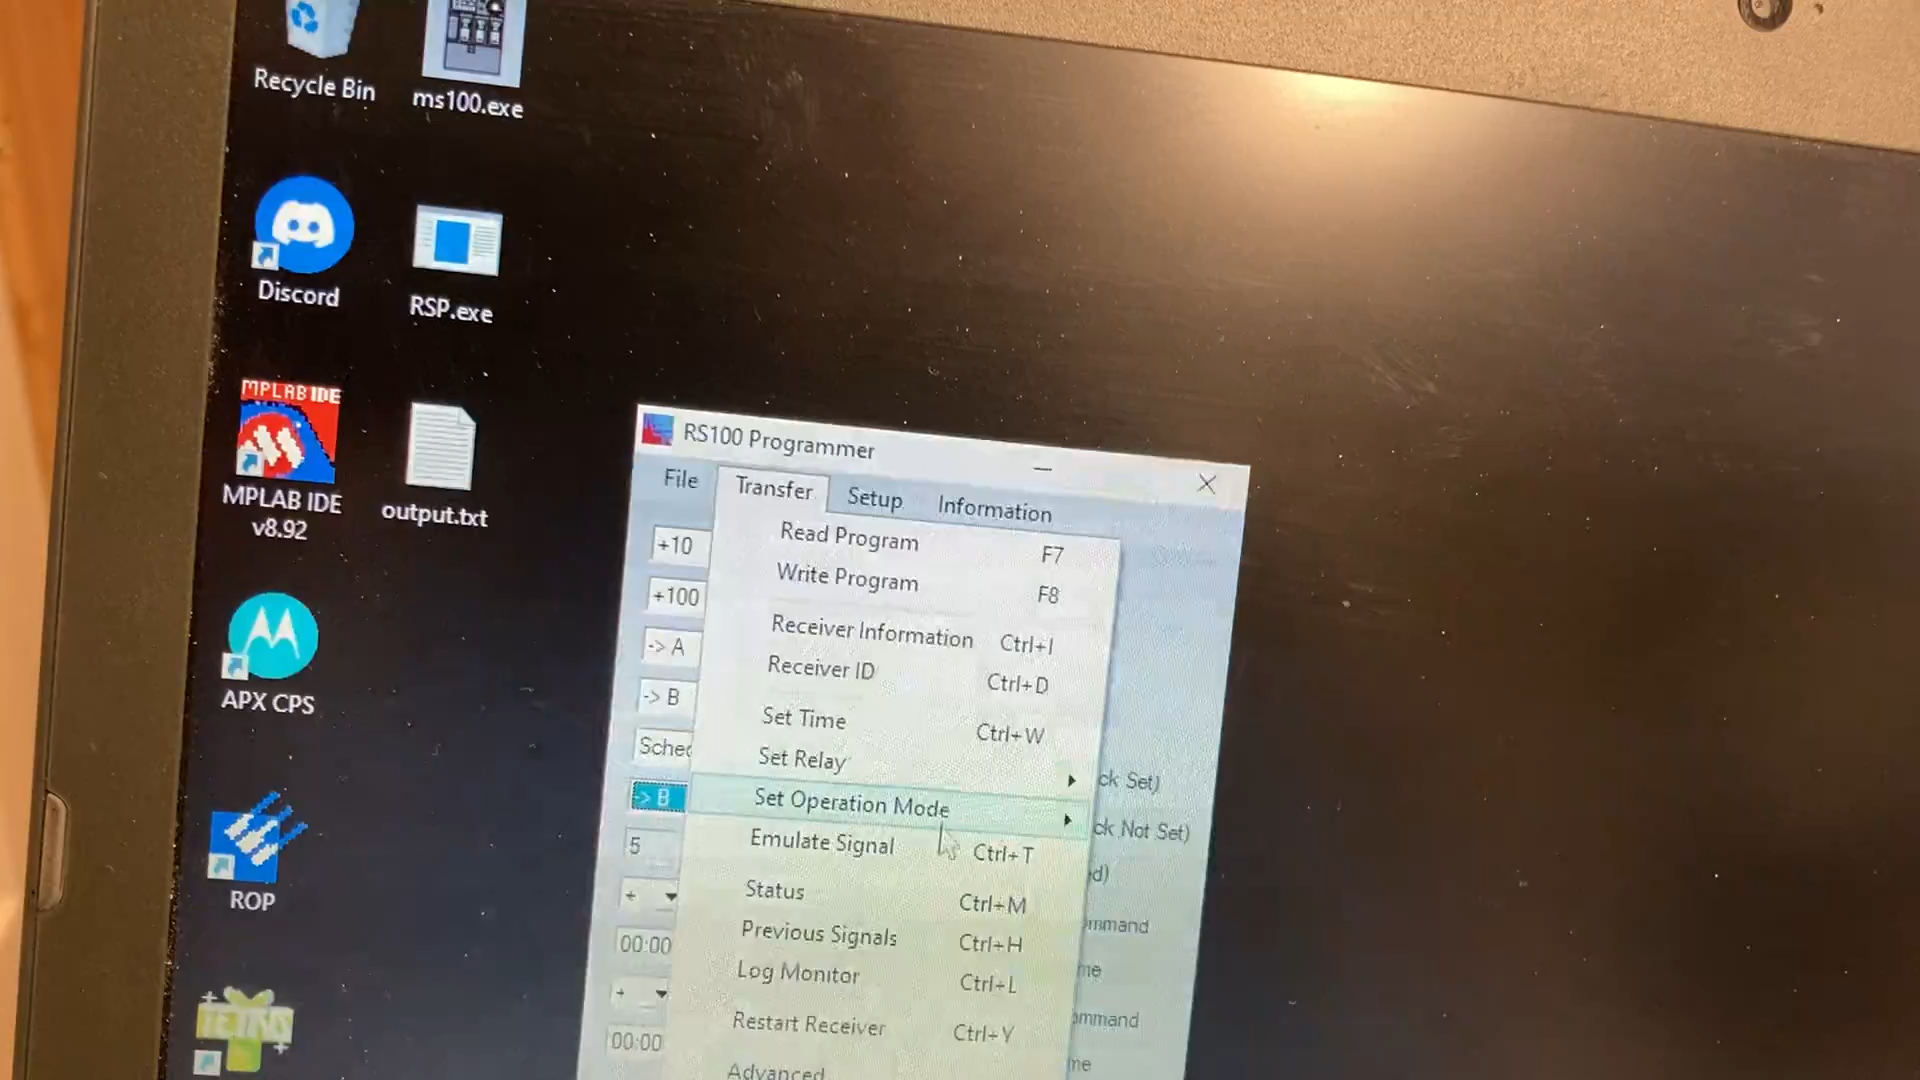 Recycle Bin
ms100.exe
Discord
RSP.exe
MPLAB IDE
MPLAB IDE
v8.92
output.txt
APX CPS
ROP
TETRIS
RS100 Programmer
File
Transfer
Setup
Information
Read Program F7
Write Program F8
Receiver Information Ctrl+I
Receiver ID Ctrl+D
Set Time Ctrl+W
Set Relay
Set Operation Mode
Emulate Signal Ctrl+T
Status Ctrl+M
Previous Signals Ctrl+H
Log Monitor Ctrl+L
Restart Receiver Ctrl+Y
Advanced
+10
+100
-> A
-> B
Sched
-> B
5
+
00:00
+
00:00
ck Set)
ck Not Set)
d)
mmand
me
mmand
me